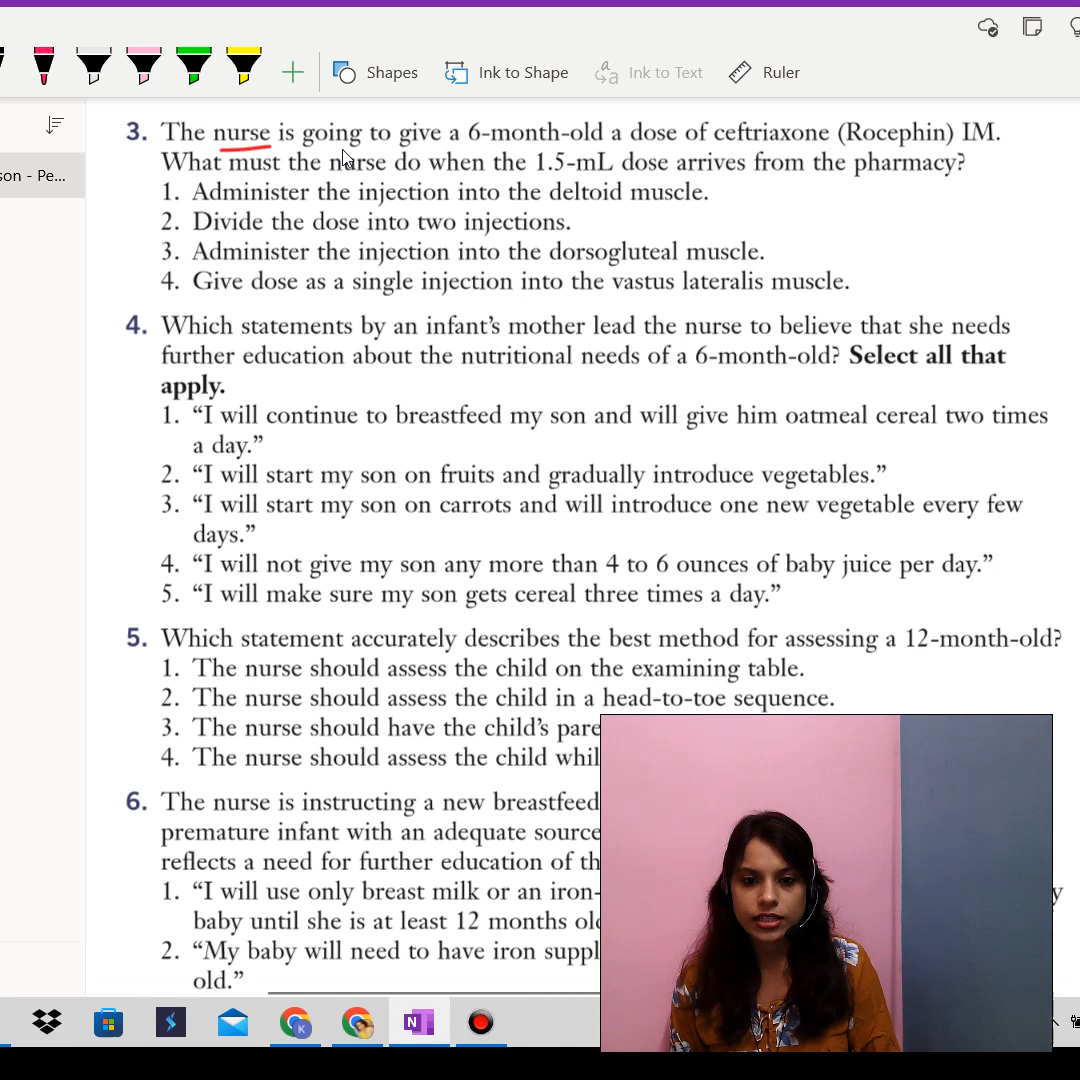 Shapes
Ink to Shape
Ink to Text
Ruler
son - Pe...
3. The nurse is going to give a 6-month-old a dose of ceftriaxone (Rocephin) IM.
What must the nurse do when the 1.5-mL dose arrives from the pharmacy?
1. Administer the injection into the deltoid muscle.
2. Divide the dose into two injections.
3. Administer the injection into the dorsogluteal muscle.
4. Give dose as a single injection into the vastus lateralis muscle.
4. Which statements by an infant’s mother lead the nurse to believe that she needs
further education about the nutritional needs of a 6-month-old? Select all that
apply.
1. “I will continue to breastfeed my son and will give him oatmeal cereal two times
a day.”
2. “I will start my son on fruits and gradually introduce vegetables.”
3. “I will start my son on carrots and will introduce one new vegetable every few
days.”
4. “I will not give my son any more than 4 to 6 ounces of baby juice per day.”
5. “I will make sure my son gets cereal three times a day.”
5. Which statement accurately describes the best method for assessing a 12-month-old?
1. The nurse should assess the child on the examining table.
2. The nurse should assess the child in a head-to-toe sequence.
3. The nurse should have the child’s pare
4. The nurse should assess the child whil
6. The nurse is instructing a new breastfeed
premature infant with an adequate source
reflects a need for further education of th
1. “I will use only breast milk or an iron- y
baby until she is at least 12 months ol
2. “My baby will need to have iron suppl
old.”